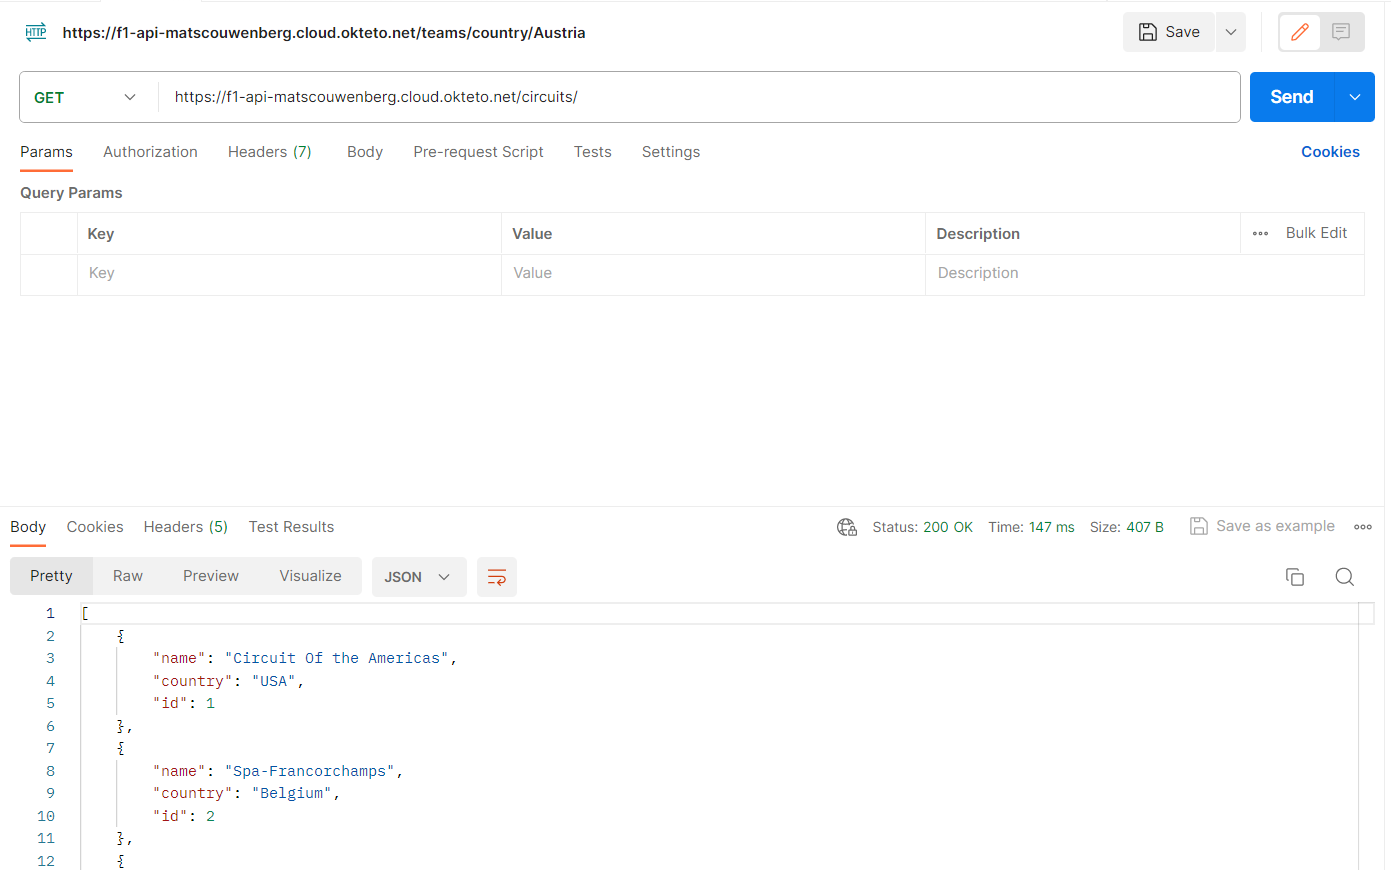 HTTP https://f1-api-matscouwenberg.cloud.okteto.net/teams/country/Austria Save
GET https://f1-api-matscouwenberg.cloud.okteto.net/circuits/ Send
Params Authorization Headers (7) Body Pre-request Script Tests Settings Cookies
Query Params
Key Value Description ooo Bulk Edit
Key Value Description
Body Cookies Headers (5) Test Results Status: 200 OK Time: 147 ms Size: 407 B Save as example ooo
Pretty Raw Preview Visualize JSON
1 [
2 {
3 "name": "Circuit Of the Americas",
4 "country": "USA",
5 "id": 1
6 },
7 {
8 "name": "Spa-Francorchamps",
9 "country": "Belgium",
10 "id": 2
11 },
12 {